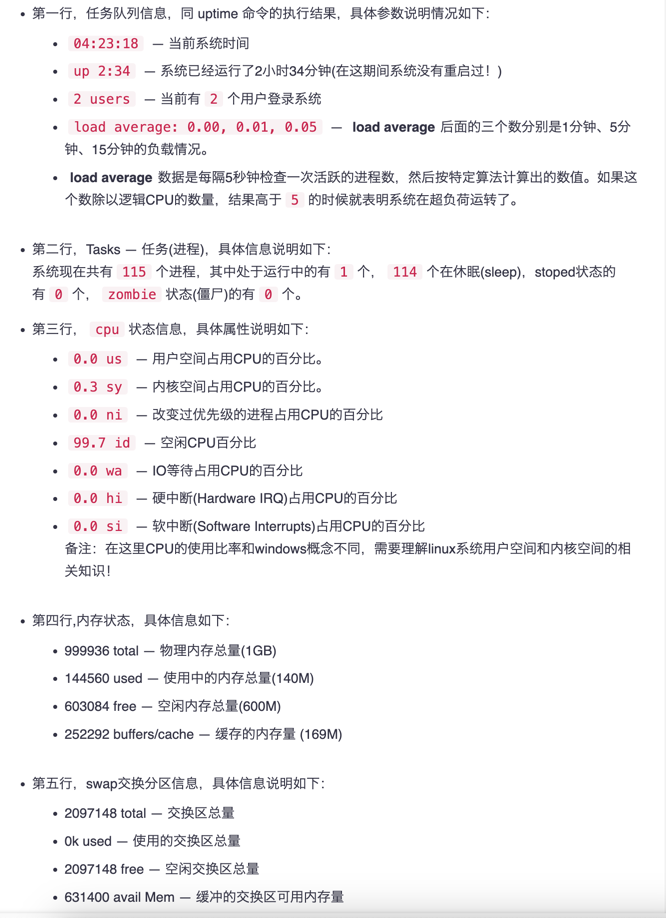 第一行，任务队列信息，同 uptime 命令的执行结果，具体参数说明情况如下：
04:23:18 — 当前系统时间
up 2:34 — 系统已经运行了2小时34分钟(在这期间系统没有重启过！)
2 users — 当前有 2 个用户登录系统
load average: 0.00, 0.01, 0.05 — load average 后面的三个数分别是1分钟、5分
钟、15分钟的负载情况。
load average 数据是每隔5秒钟检查一次活跃的进程数，然后按特定算法计算出的数值。如果这
个数除以逻辑CPU的数量，结果高于 5 的时候就表明系统在超负荷运转了。
第二行，Tasks — 任务(进程)，具体信息说明如下：
系统现在共有 115 个进程，其中处于运行中的有 1 个， 114 个在休眠(sleep)，stoped状态的
有 0 个， zombie 状态(僵尸)的有 0 个。
第三行， cpu 状态信息，具体属性说明如下：
0.0 us — 用户空间占用CPU的百分比。
0.3 sy — 内核空间占用CPU的百分比。
0.0 ni — 改变过优先级的进程占用CPU的百分比
99.7 id — 空闲CPU百分比
0.0 wa — IO等待占用CPU的百分比
0.0 hi — 硬中断(Hardware IRQ)占用CPU的百分比
0.0 si — 软中断(Software Interrupts)占用CPU的百分比
备注：在这里CPU的使用比率和windows概念不同，需要理解linux系统用户空间和内核空间的相
关知识！
第四行,内存状态，具体信息如下：
999936 total — 物理内存总量(1GB)
144560 used — 使用中的内存总量(140M)
603084 free — 空闲内存总量(600M)
252292 buffers/cache — 缓存的内存量 (169M)
第五行，swap交换分区信息，具体信息说明如下：
2097148 total — 交换区总量
0k used — 使用的交换区总量
2097148 free — 空闲交换区总量
631400 avail Mem — 缓冲的交换区可用内存量